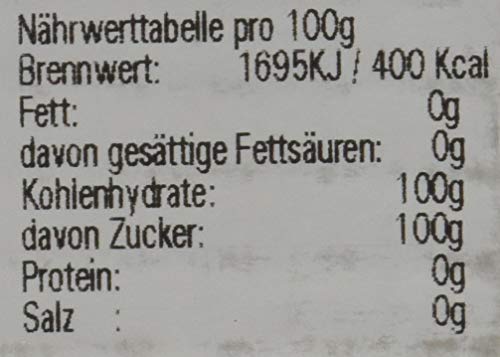 Nährwerttabelle pro 100g
Brennwert: 1695KJ / 400 Kcal
Fett: 0g
davon gesättige Fettsäuren: 0g
Kohlenhydrate: 100g
davon Zucker: 100g
Protein: 0g
Salz : 0g